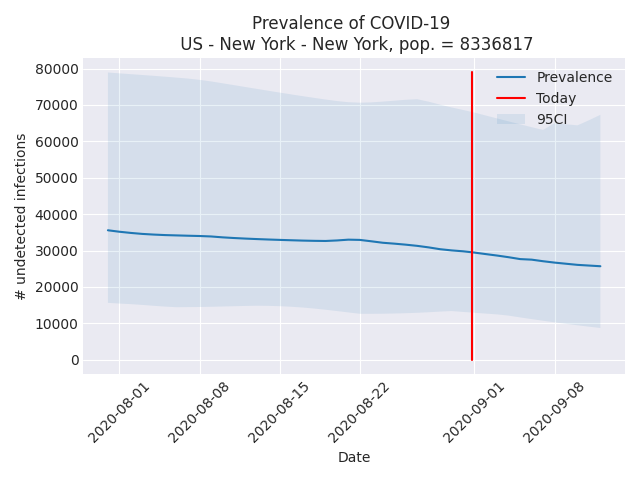 Prevalence of COVID-19
US - New York - New York, pop. = 8336817
80000
70000
60000
50000
40000
30000
20000
10000
0
# undetected infections
Prevalence
Today
95CI
2020-08-01
2020-08-08
2020-08-15
2020-08-22
2020-09-01
2020-09-08
Date